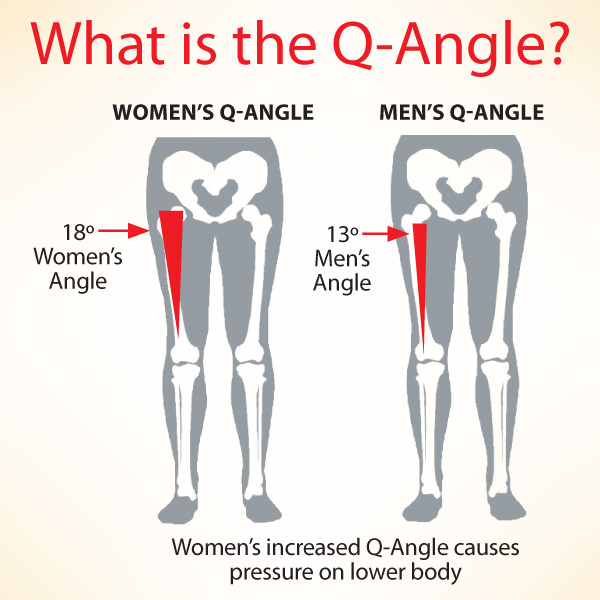 What is the Q-Angle?
WOMEN'S Q-ANGLE
MEN'S Q-ANGLE
18º
Women's
Angle
13º
Men's
Angle
Women's increased Q-Angle causes
pressure on lower body